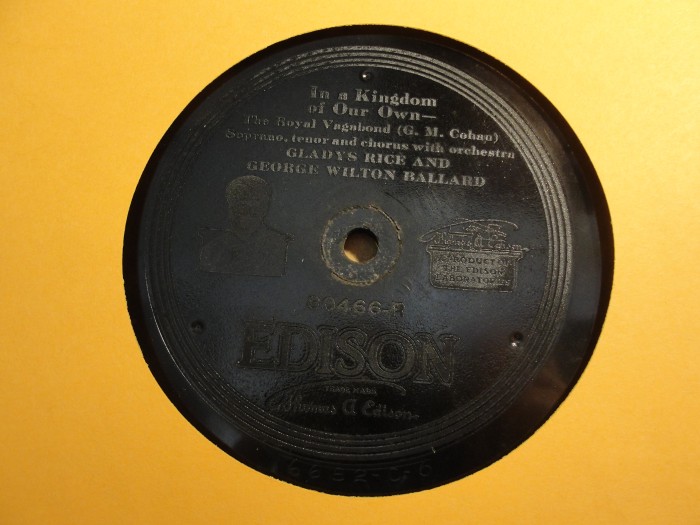 In a Kingdom
of Our Own—
The Royal Vagabond (G. M. Cohan)
Soprano, tenor and chorus with orchestra
GLADYS RICE AND
GEORGE WILTON BALLARD
Thomas A. Edison
A PRODUCT OF
THE EDISON
LABORATORIES
80466-R
EDISON
TRADE MARK
Thomas A Edison